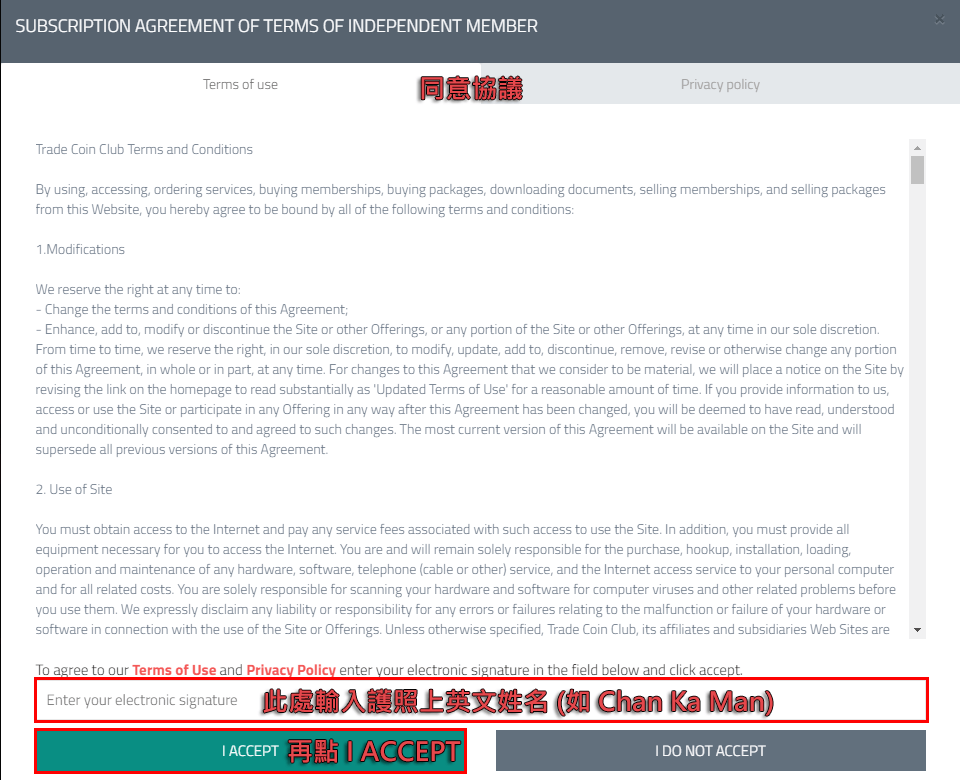 SUBSCRIPTION AGREEMENT OF TERMS OF INDEPENDENT MEMBER
×
Terms of use
同意協議
Privacy policy
Trade Coin Club Terms and Conditions
By using, accessing, ordering services, buying memberships, buying packages, downloading documents, selling memberships, and selling packages
from this Website, you hereby agree to be bound by all of the following terms and conditions:
1.Modifications
We reserve the right at any time to:
- Change the terms and conditions of this Agreement;
- Enhance, add to, modify or discontinue the Site or other Offerings, or any portion of the Site or other Offerings, at any time in our sole discretion.
From time to time, we reserve the right, in our sole discretion, to modify, update, add to, discontinue, remove, revise or otherwise change any portion
of this Agreement, in whole or in part, at any time. For changes to this Agreement that we consider to be material, we will place a notice on the Site by
revising the link on the homepage to read substantially as 'Updated Terms of Use' for a reasonable amount of time. If you provide information to us,
access or use the Site or participate in any Offering in any way after this Agreement has been changed, you will be deemed to have read, understood
and unconditionally consented to and agreed to such changes. The most current version of this Agreement will be available on the Site and will
supersede all previous versions of this Agreement.
2. Use of Site
You must obtain access to the Internet and pay any service fees associated with such access to use the Site. In addition, you must provide all
equipment necessary for you to access the Internet. You are and will remain solely responsible for the purchase, hookup, installation, loading,
operation and maintenance of any hardware, software, telephone (cable or other) service, and the Internet access service to your personal computer
and for all related costs. You are solely responsible for scanning your hardware and software for computer viruses and other related problems before
you use them. We expressly disclaim any liability or responsibility for any errors or failures relating to the malfunction or failure of your hardware or
software in connection with the use of the Site or Offerings. Unless otherwise specified, Trade Coin Club, its affiliates and subsidiaries Web Sites are
To agree to our Terms of Use and Privacy Policy enter your electronic signature in the field below and click accept.
Enter your electronic signature 此處輸入護照上英文姓名 (如 Chan Ka Man)
I ACCEPT 再點 I ACCEPT
I DO NOT ACCEPT